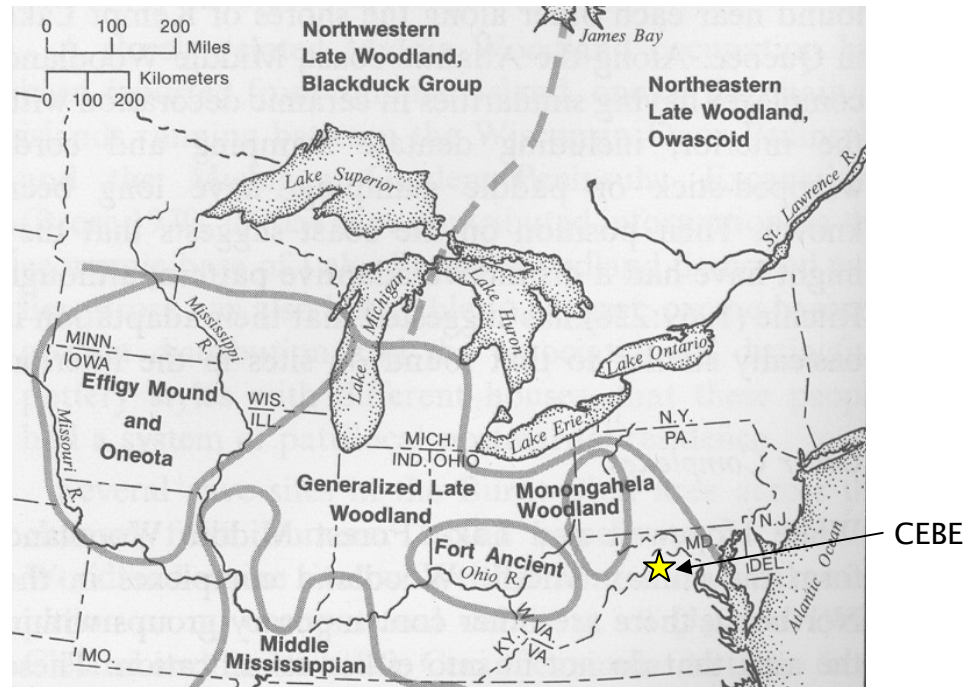 0 100 200
Miles
Kilometers
0 100 200
Northwestern
Late Woodland,
Blackduck Group
James Bay
Northeastern
Late Woodland,
Owascoid
Lake Superior
St. Lawrence R.
Lake Michigan
Lake Huron
Lake Ontario
Lake Erie
Mississippi R.
MINN.
IOWA
Effigy Mound
and
Oneota
WIS.
ILL.
Missouri R.
MICH.
IND. OHIO
N.Y.
PA
Generalized Late
Woodland
Monongahela
Woodland
Fort Ancient
Ohio R.
MD.
N.J.
DEL.
Atlantic Ocean
CEBE
KY.
W.VA
VA
MO.
Middle
Mississippian